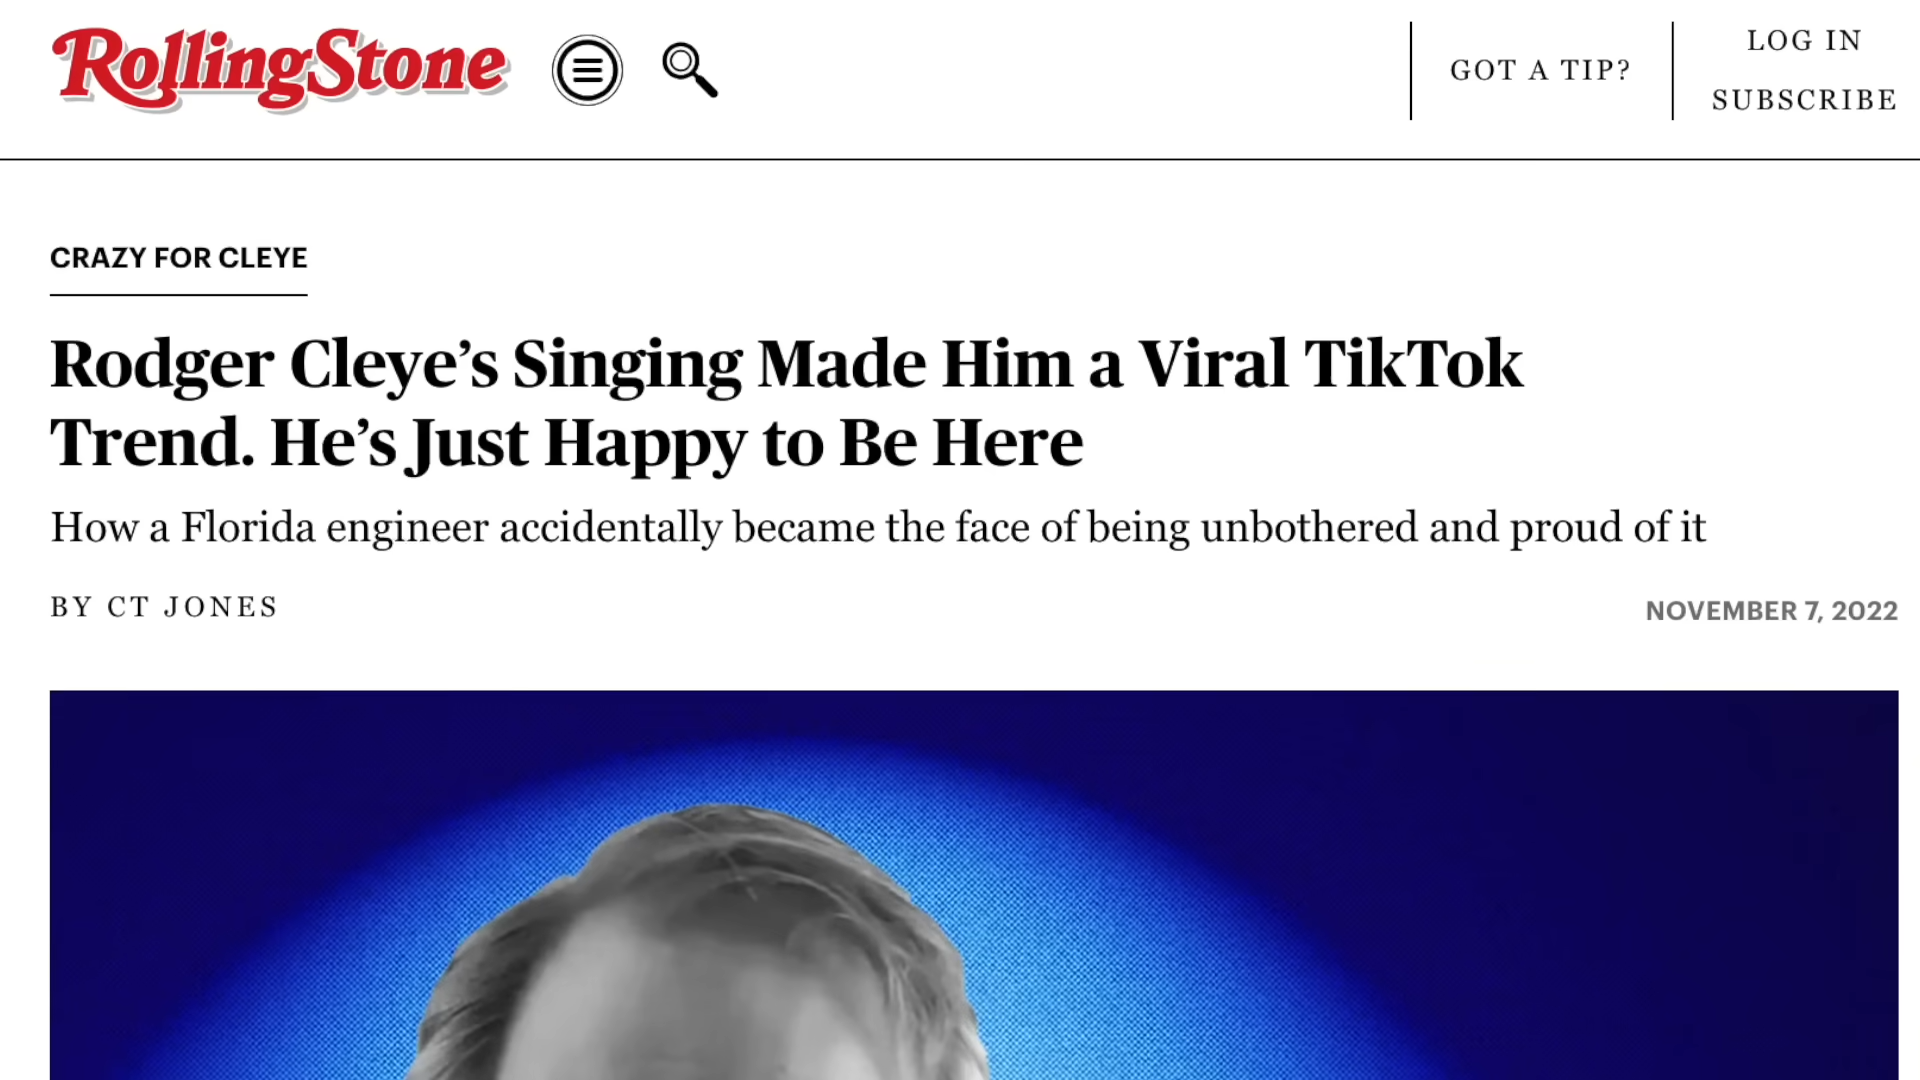 RollingStone
GOT A TIP?
LOG IN
SUBSCRIBE
CRAZY FOR CLEYE
Rodger Cleye’s Singing Made Him a Viral TikTok
Trend. He’s Just Happy to Be Here
How a Florida engineer accidentally became the face of being unbothered and proud of it
BY CT JONES
NOVEMBER 7, 2022